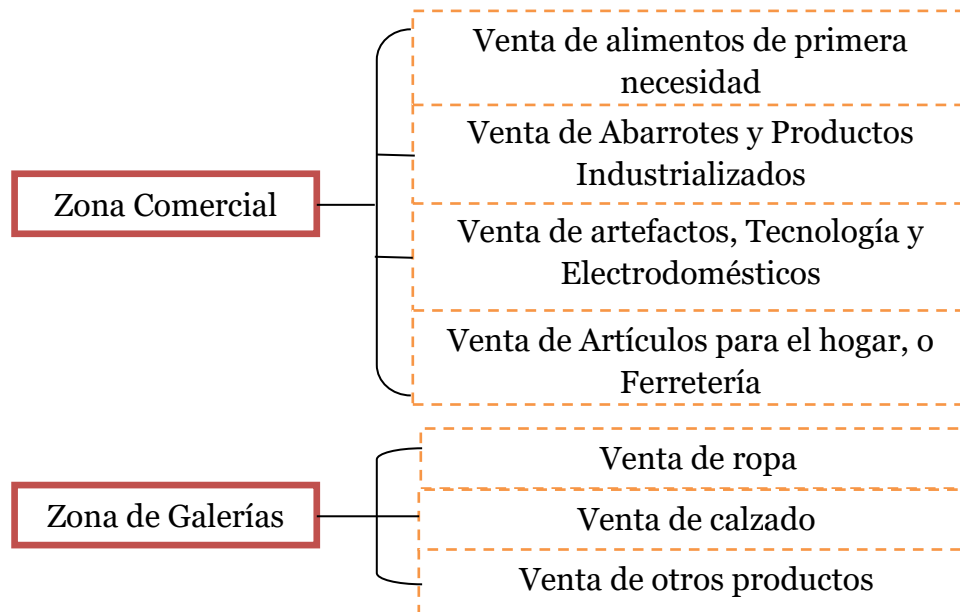 Zona Comercial
Venta de alimentos de primera
necesidad
Venta de Abarrotes y Productos
Industrializados
Venta de artefactos, Tecnología y
Electrodomésticos
Venta de Artículos para el hogar, o
Ferretería
Zona de Galerías
Venta de ropa
Venta de calzado
Venta de otros productos